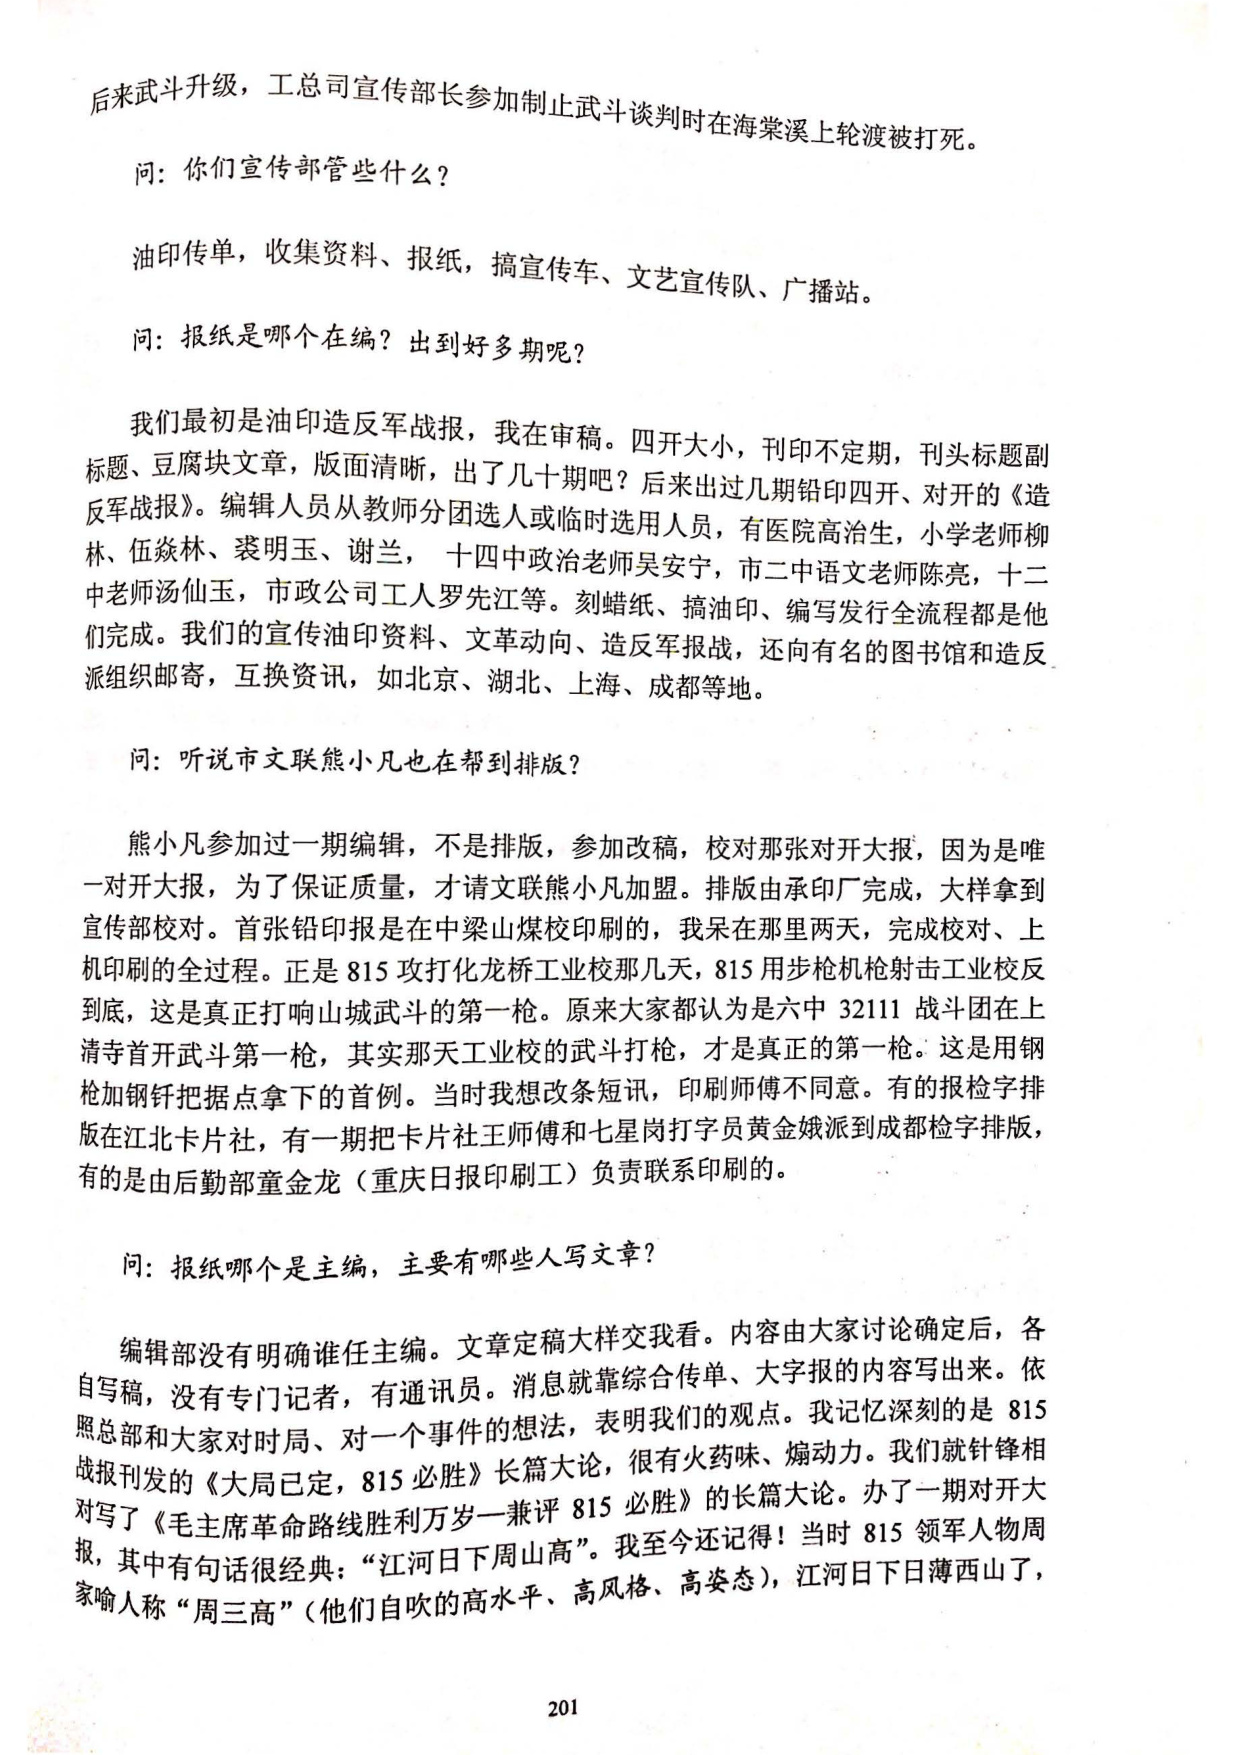 后来武斗升级，工总司宣传部长参加制止武斗谈判时在海棠溪上轮渡被打死。
问：你们宣传部管些什么？
油印传单，收集资料、报纸，搞宣传车、文艺宣传队、广播站。
问：报纸是哪个在编？出到好多期呢？
我们最初是油印造反军战报，我在审稿。四开大小，刊印不定期，刊头标题副
标题、豆腐块文章，版面清晰，出了几十期吧？后来出过几期铅印四开、对开的《造
反军战报》。编辑人员从教师分团选人或临时选用人员，有医院高治生，小学老师柳
林、伍焱林、裘明玉、谢兰， 十四中政治老师吴安宁，市二中语文老师陈亮，十二
中老师汤仙玉，市政公司工人罗先江等。刻蜡纸、搞油印、编写发行全流程都是他
们完成。我们的宣传油印资料、文革动向、造反军报战，还向有名的图书馆和造反
派组织邮寄，互换资讯，如北京、湖北、上海、成都等地。
问：听说市文联熊小凡也在帮到排版？
熊小凡参加过一期编辑，不是排版，参加改稿，校对那张对开大报，因为是唯
一对开大报，为了保证质量，才请文联熊小凡加盟。排版由承印厂完成，大样拿到
宣传部校对。首张铅印报是在中梁山煤校印刷的，我呆在那里两天，完成校对、上
机印刷的全过程。正是 815 攻打化龙桥工业校那几天，815 用步枪机枪射击工业校反
到底，这是真正打响山城武斗的第一枪。原来大家都认为是六中 32111 战斗团在上
清寺首开武斗第一枪，其实那天工业校的武斗打枪，才是真正的第一枪。这是用钢
枪加钢钎把据点拿下的首例。当时我想改条短讯，印刷师傅不同意。有的报检字排
版在江北卡片社，有一期把卡片社王师傅和七星岗打字员黄金娥派到成都检字排版，
有的是由后勤部童金龙（重庆日报印刷工）负责联系印刷的。
问：报纸哪个是主编，主要有哪些人写文章？
编辑部没有明确谁任主编。文章定稿大样交我看。内容由大家讨论确定后，各
自写稿，没有专门记者，有通讯员。消息就靠综合传单、大字报的内容写出来。依
照总部和大家对时局、对一个事件的想法，表明我们的观点。我记忆深刻的是 815
战报刊发的《大局已定，815 必胜》长篇大论，很有火药味、煽动力。我们就针锋相
对写了《毛主席革命路线胜利万岁—兼评 815 必胜》的长篇大论。办了一期对开大
报，其中有句话很经典：“江河日下周山高”。我至今还记得！当时 815 领军人物周
家喻人称“周三高”（他们自吹的高水平、高风格、高姿态），江河日下日薄西山了，
201